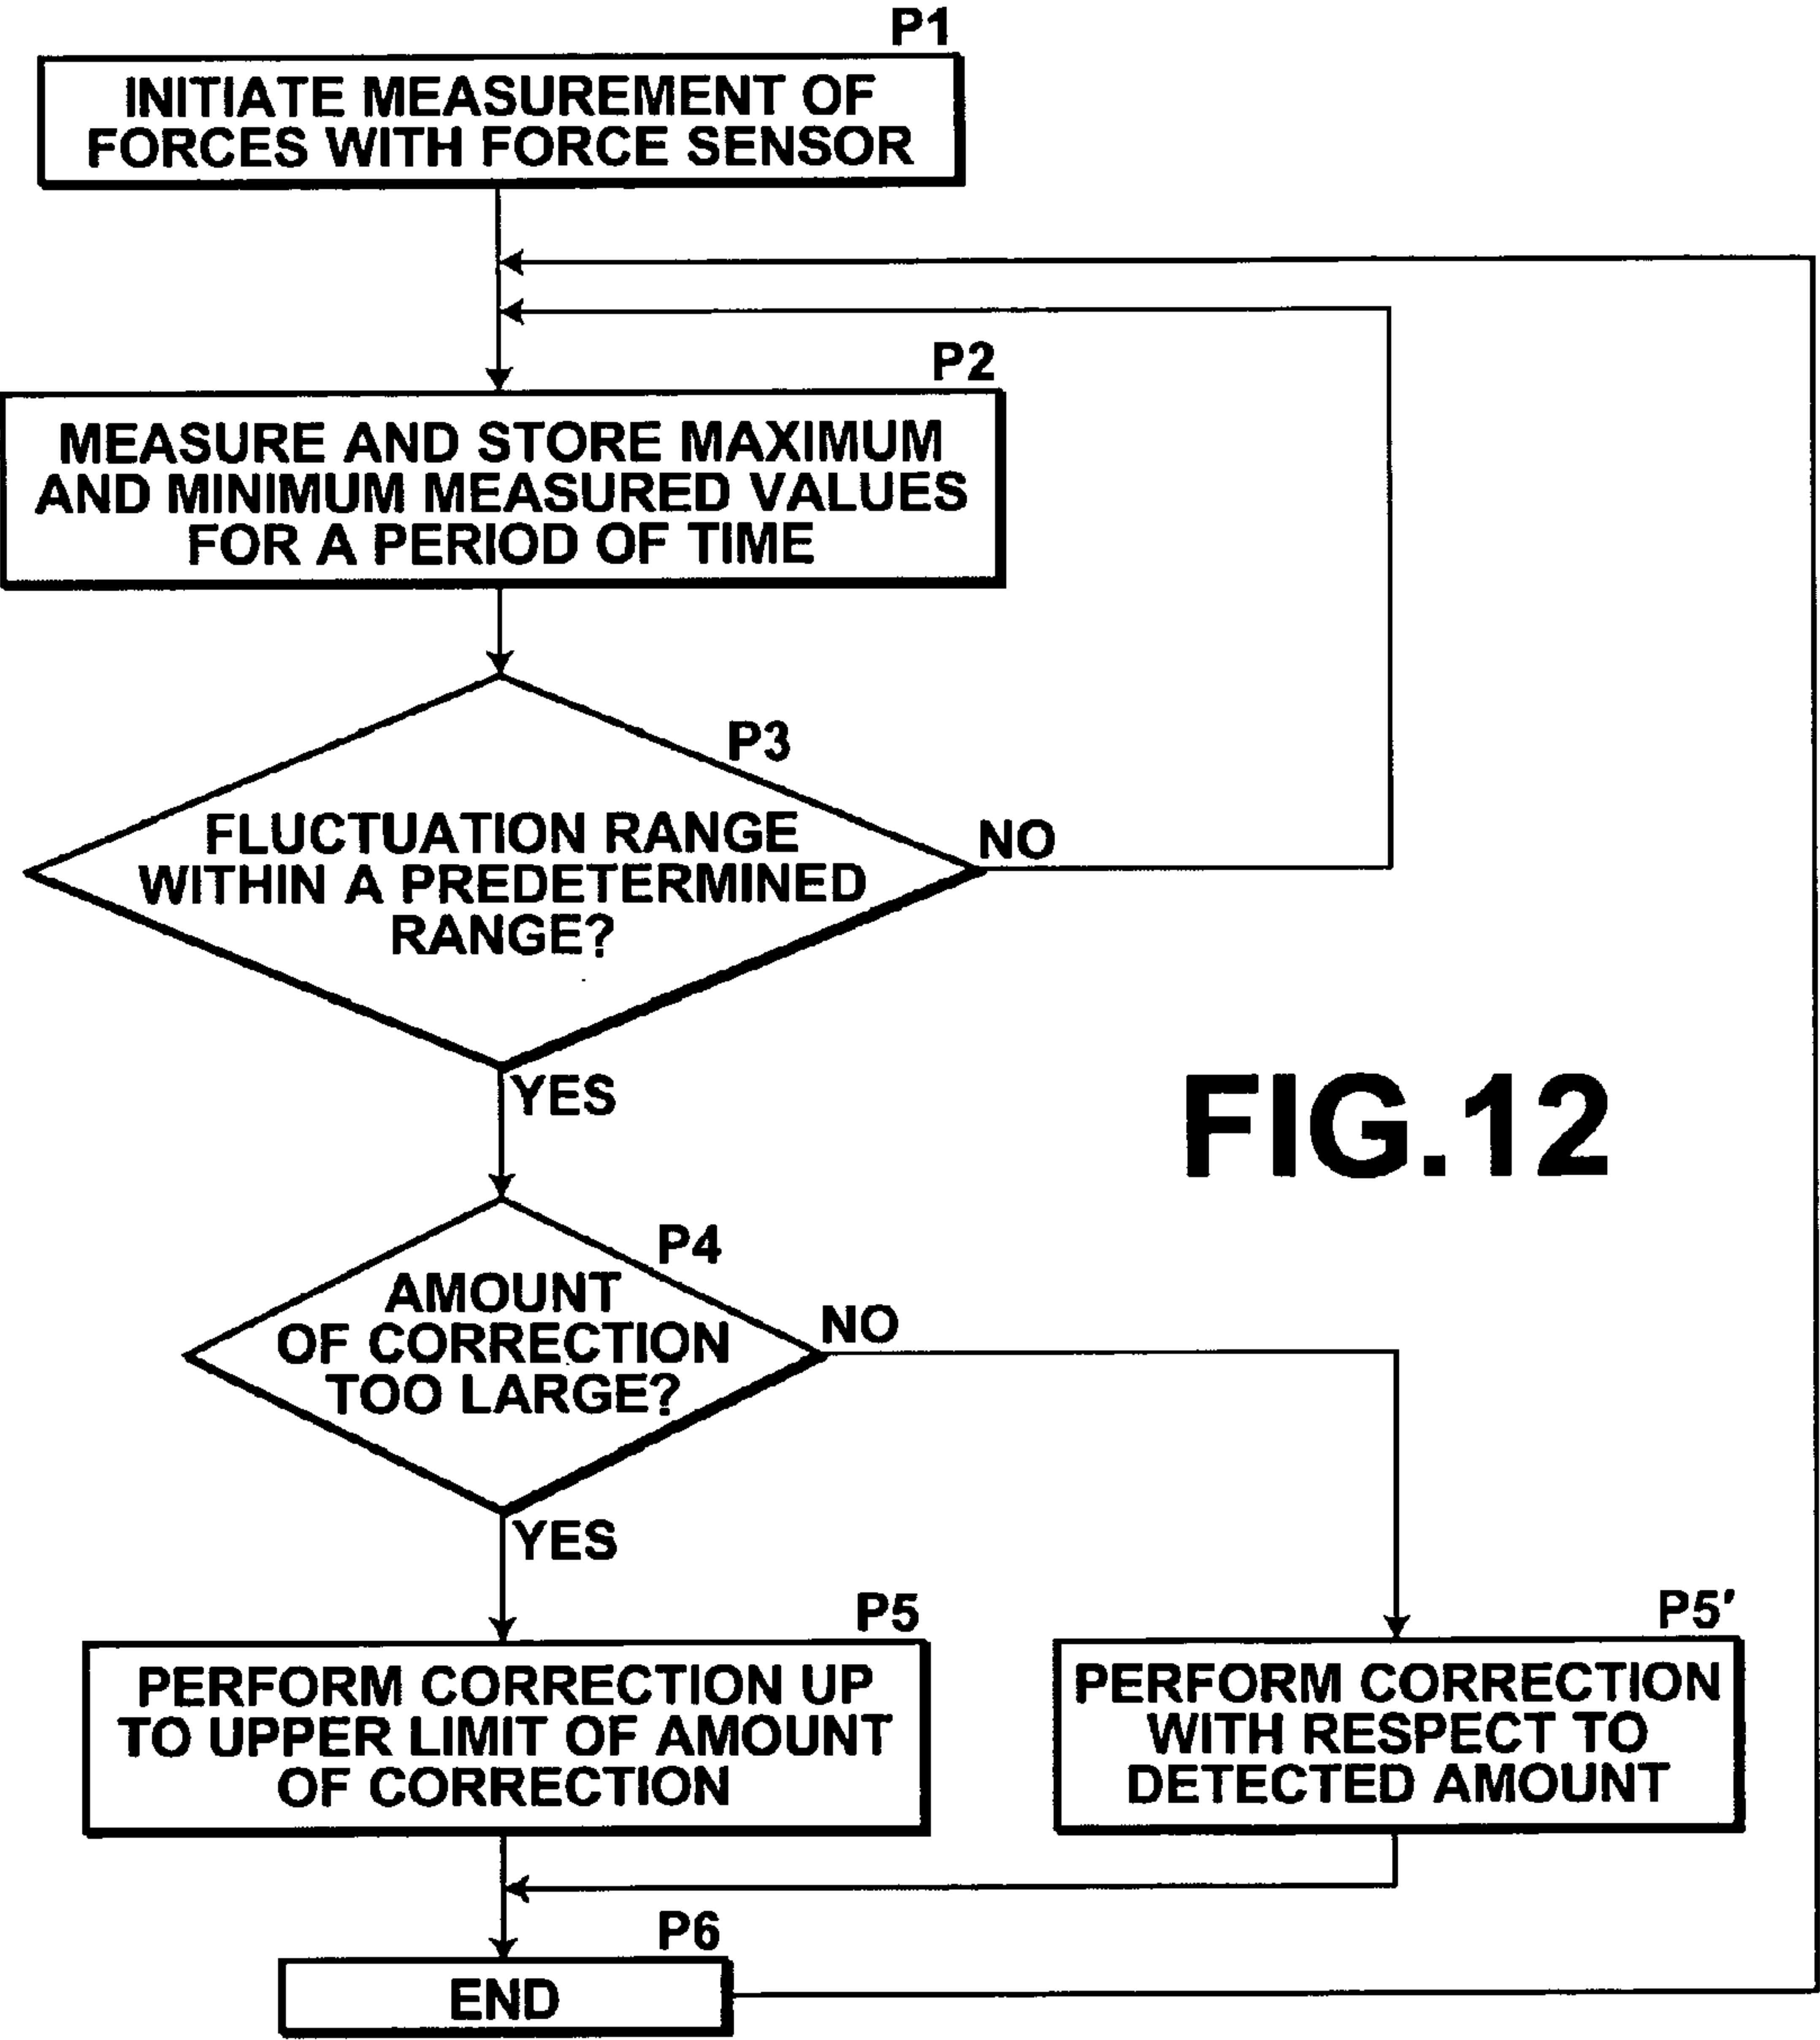 P1
INITIATE MEASUREMENT OF
FORCES WITH FORCE SENSOR
P2
MEASURE AND STORE MAXIMUM
AND MINIMUM MEASURED VALUES
FOR A PERIOD OF TIME
P3
FLUCTUATION RANGE
WITHIN A PREDETERMINED
RANGE?
NO
YES
FIG.12
P4
AMOUNT
OF CORRECTION
TOO LARGE?
NO
YES
P5
PERFORM CORRECTION UP
TO UPPER LIMIT OF AMOUNT
OF CORRECTION
P5'
PERFORM CORRECTION
WITH RESPECT TO
DETECTED AMOUNT
P6
END